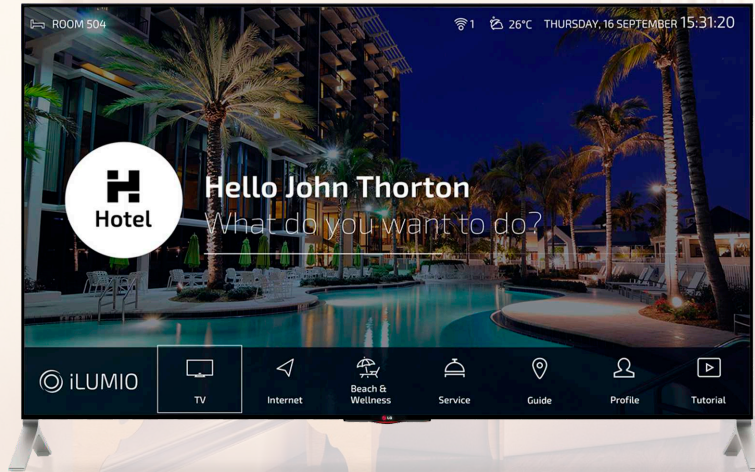 ROOM 504
1 26°C THURSDAY, 16 SEPTEMBER 15:31:20
H
Hotel
Hello John Thorton
What do you want to do?
iLUMIO
TV
Internet
Beach &
Wellness
Service
Guide
Profile
Tutorial
LG